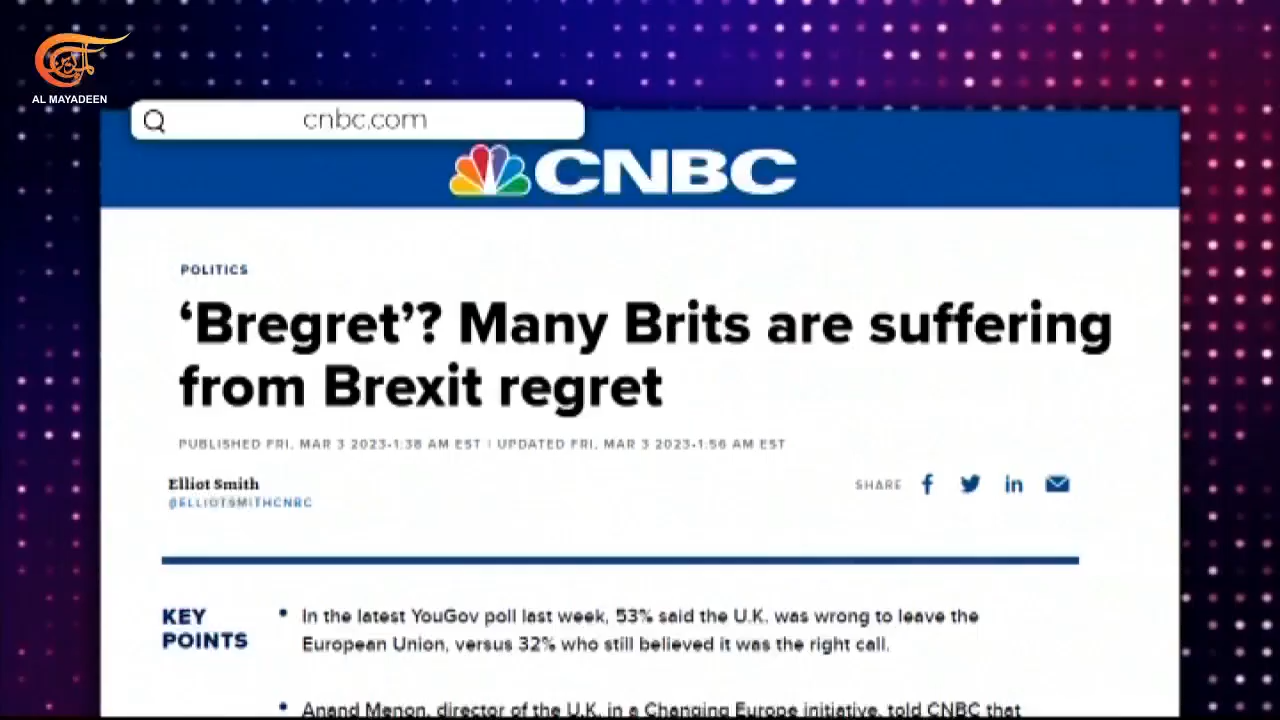 AL MAYADEEN
cnbc.com
CNBC
POLITICS
‘Bregret’? Many Brits are suffering
from Brexit regret
PUBLISHED FRI, MAR 3 2023•1:38 AM EST | UPDATED FRI, MAR 3 2023•1:56 AM EST
Elliot Smith
@ELLIOTSMITHCNBC
SHARE
KEY
POINTS
• In the latest YouGov poll last week, 53% said the U.K. was wrong to leave the
European Union, versus 32% who still believed it was the right call.
• Anand Menon, director of the U.K. in a Changing Europe initiative, told CNBC that